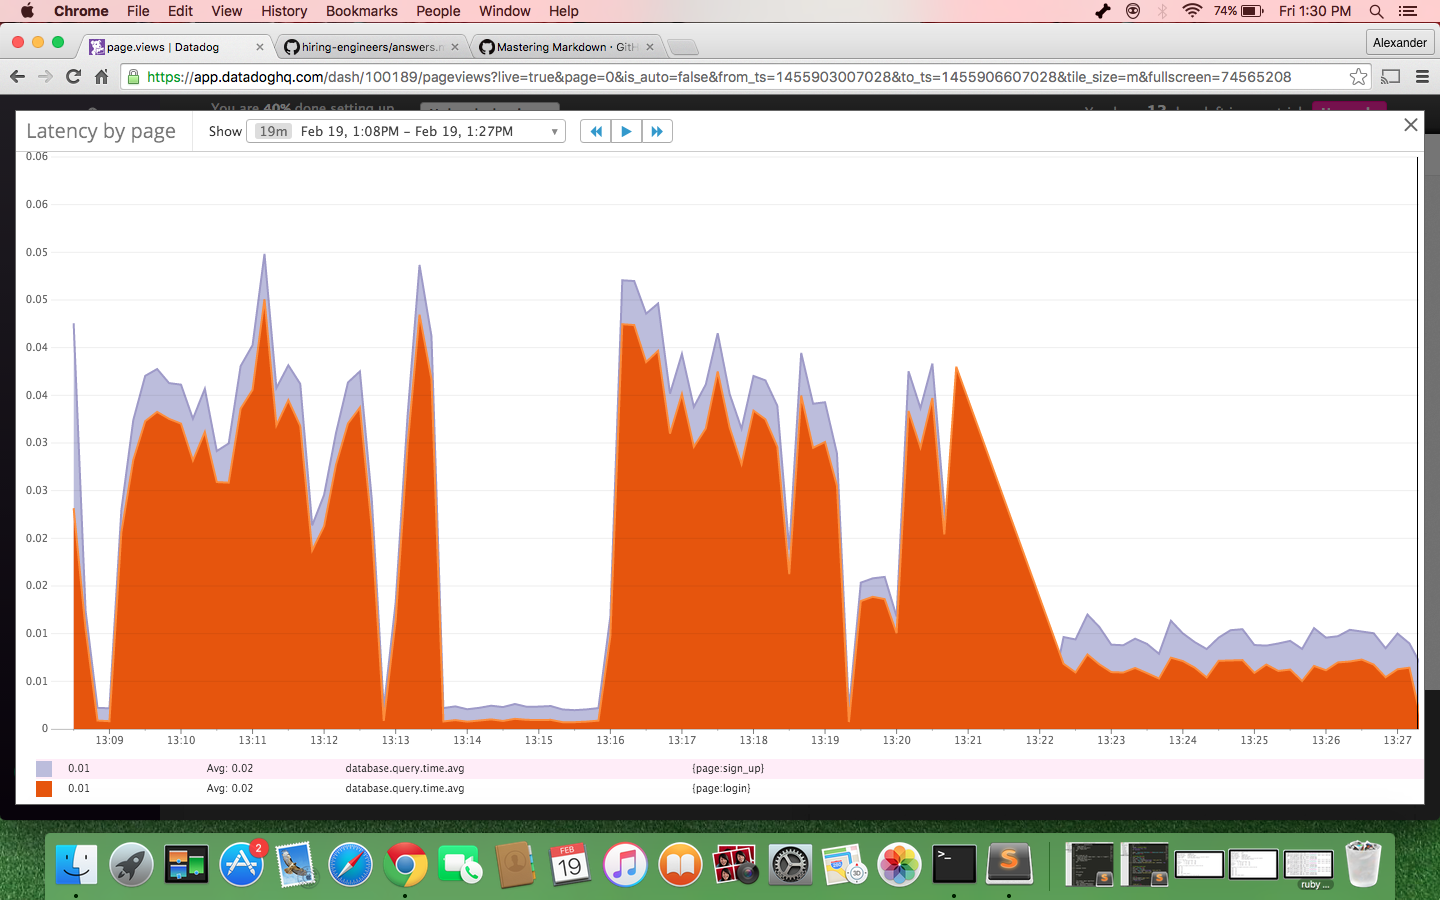 Chrome File Edit View History Bookmarks People Window Help 74% Fri 1:30 PM
page.views | Datadog hiring-engineers/answers.m Mastering Markdown · GitH Alexander
https://app.datadoghq.com/dash/100189/pageviews?live=true&page=0&is_auto=false&from_ts=1455903007028&to_ts=1455906607028&tile_size=m&fullscreen=74565208
You are 40% done setting up
Latency by page Show 19m Feb 19, 1:08PM – Feb 19, 1:27PM
0.06
0.06
0.05
0.05
0.04
0.04
0.03
0.03
0.02
0.02
0.01
0.01
0
13:09 13:10 13:11 13:12 13:13 13:14 13:15 13:16 13:17 13:18 13:19 13:20 13:21 13:22 13:23 13:24 13:25 13:26 13:27
0.01 Avg: 0.02 database.query.time.avg {page:sign_up}
0.01 Avg: 0.02 database.query.time.avg {page:login}
2
FEB
19
3D
>_
S
ruby ...